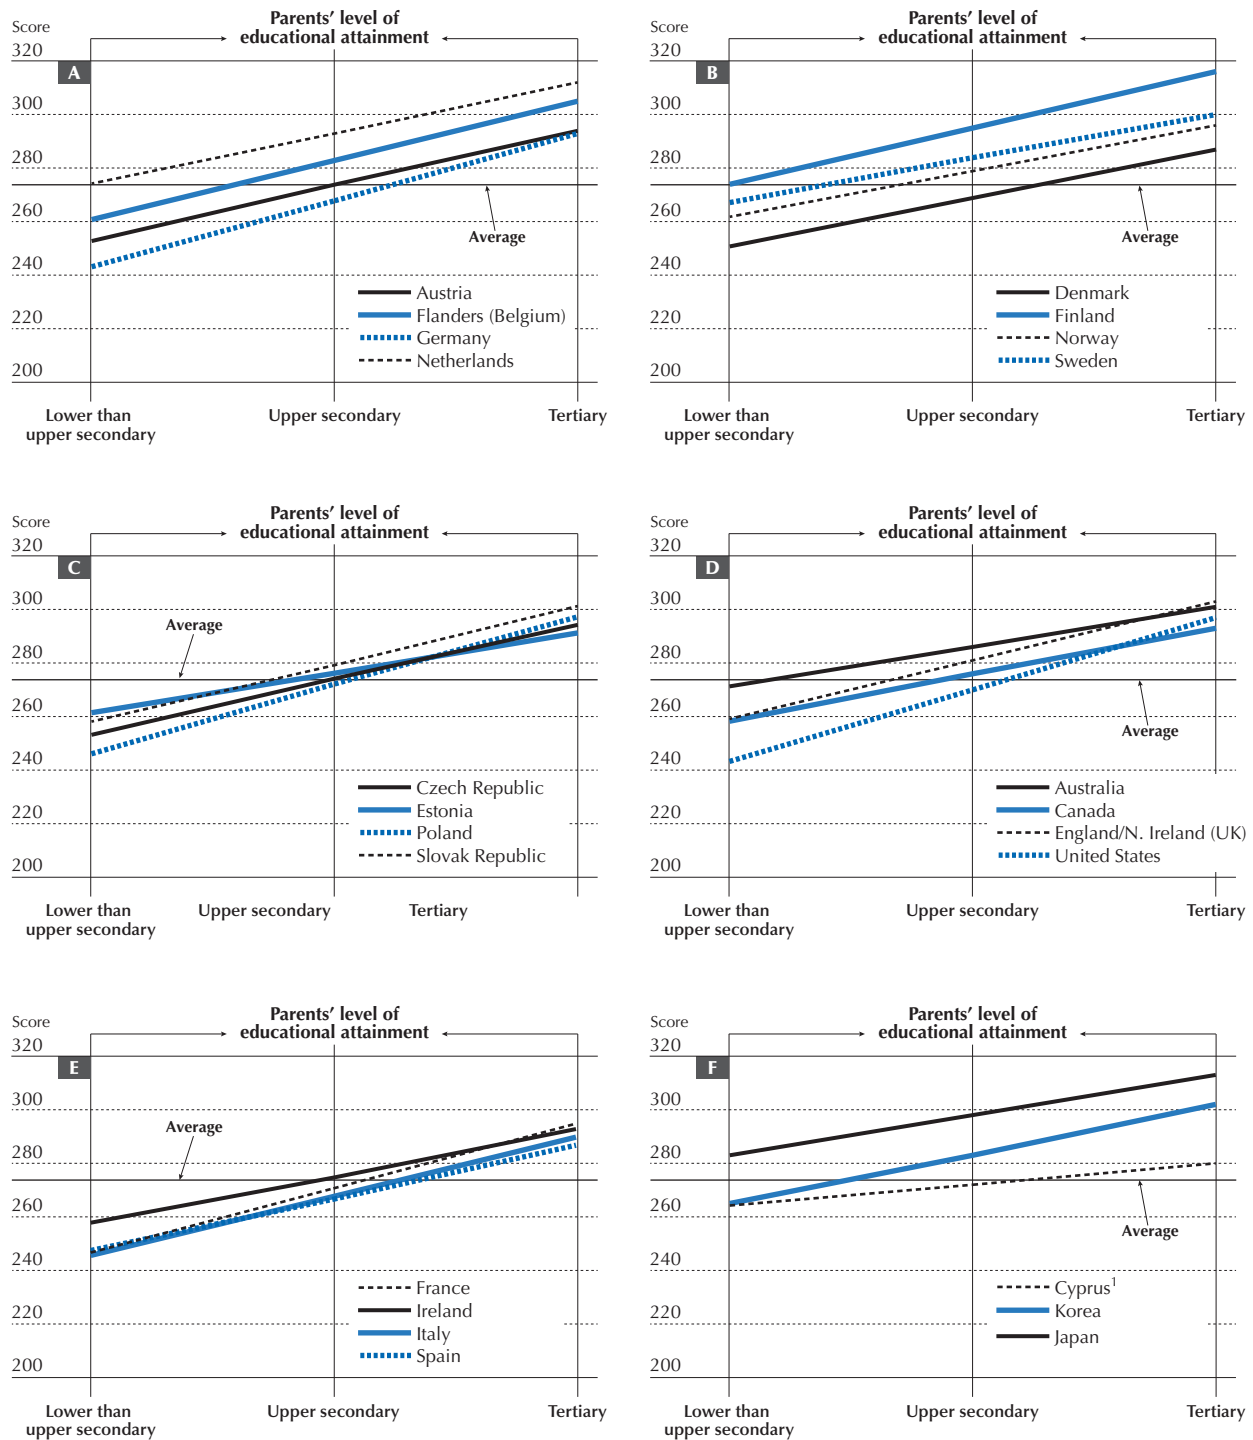 Parents' level of
educational attainment
Score
320
A
300
280
260
Average
240
Austria
Flanders (Belgium)
220
Germany
Netherlands
200
Lower than
upper secondary
Upper secondary
Tertiary
Parents' level of
educational attainment
Score
320
B
300
280
260
Average
240
Denmark
Finland
220
Norway
Sweden
200
Lower than
upper secondary
Upper secondary
Tertiary
Parents' level of
educational attainment
Score
320
C
300
Average
280
260
240
Czech Republic
Estonia
220
Poland
Slovak Republic
200
Lower than
upper secondary
Upper secondary
Tertiary
Parents' level of
educational attainment
Score
320
D
300
280
260
Average
240
Australia
Canada
220
England/N. Ireland (UK)
United States
200
Lower than
upper secondary
Upper secondary
Tertiary
Parents' level of
educational attainment
Score
320
E
300
Average
280
260
240
France
Ireland
220
Italy
Spain
200
Lower than
upper secondary
Upper secondary
Tertiary
Parents' level of
educational attainment
Score
320
F
300
280
260
Average
240
Cyprus1
Korea
220
Japan
200
Lower than
upper secondary
Upper secondary
Tertiary